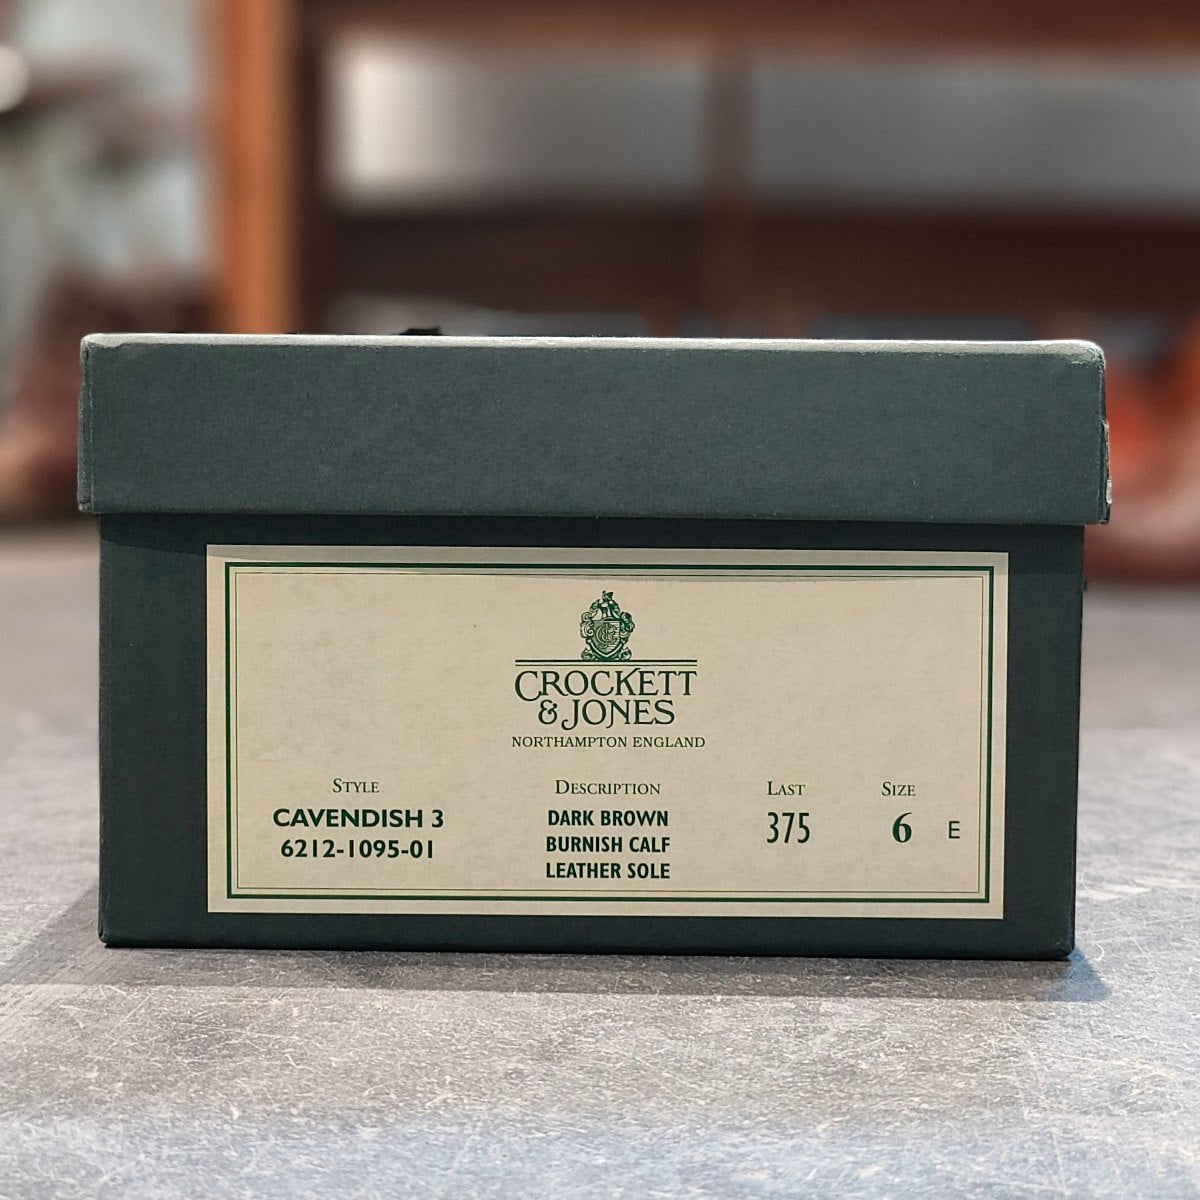 CROCKETT
& JONES
NORTHAMPTON ENGLAND
STYLE DESCRIPTION LAST SIZE
CAVENDISH 3 DARK BROWN 375 6 E
6212-1095-01 BURNISH CALF
LEATHER SOLE